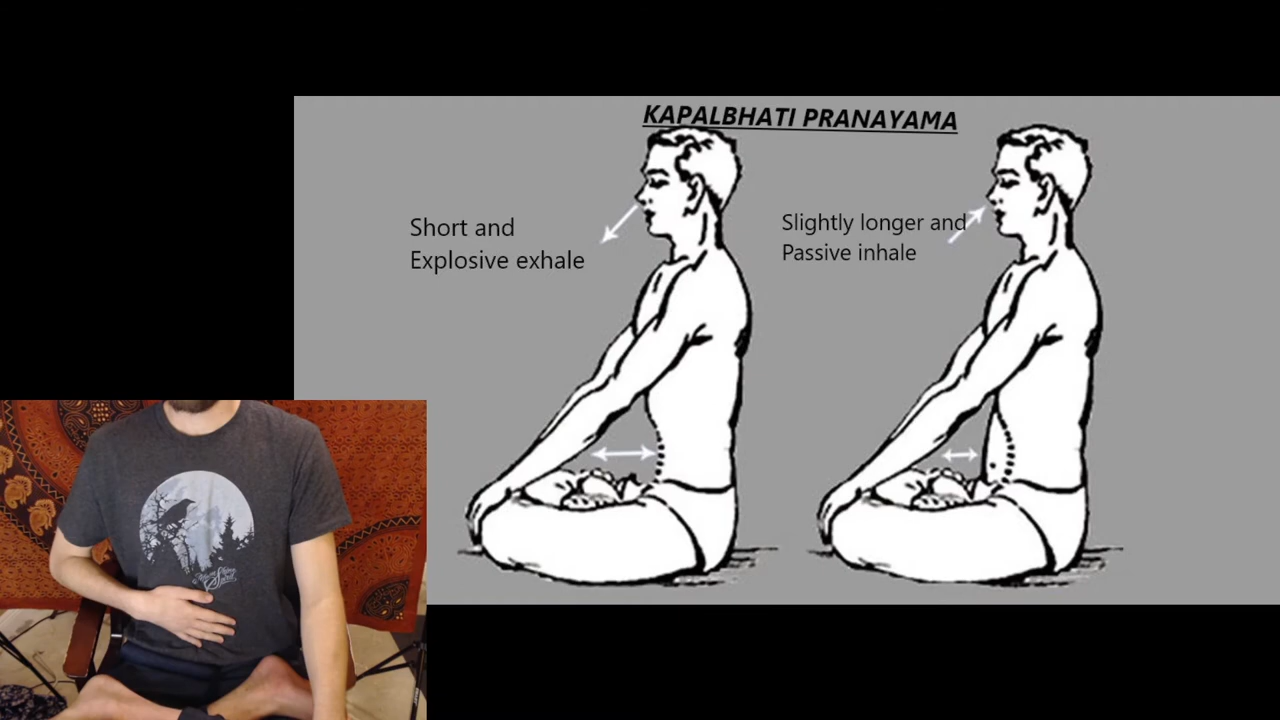 KAPALBHATI PRANAYAMA
Short and
Explosive exhale
Slightly longer and
Passive inhale